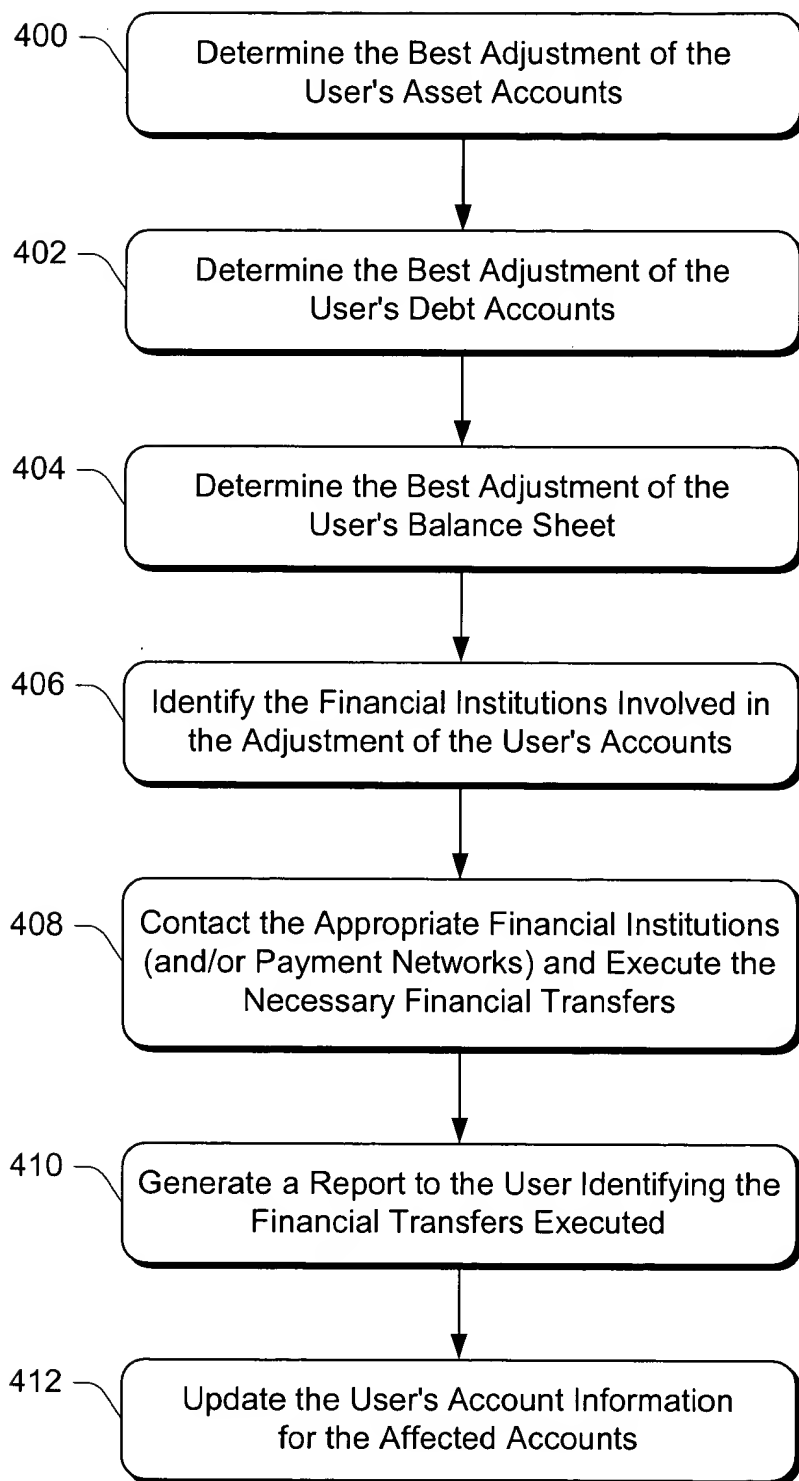 400
Determine the Best Adjustment of the
User's Asset Accounts
402
Determine the Best Adjustment of the
User's Debt Accounts
404
Determine the Best Adjustment of the
User's Balance Sheet
406
Identify the Financial Institutions Involved in
the Adjustment of the User's Accounts
408
Contact the Appropriate Financial Institutions
(and/or Payment Networks) and Execute the
Necessary Financial Transfers
410
Generate a Report to the User Identifying the
Financial Transfers Executed
412
Update the User's Account Information
for the Affected Accounts